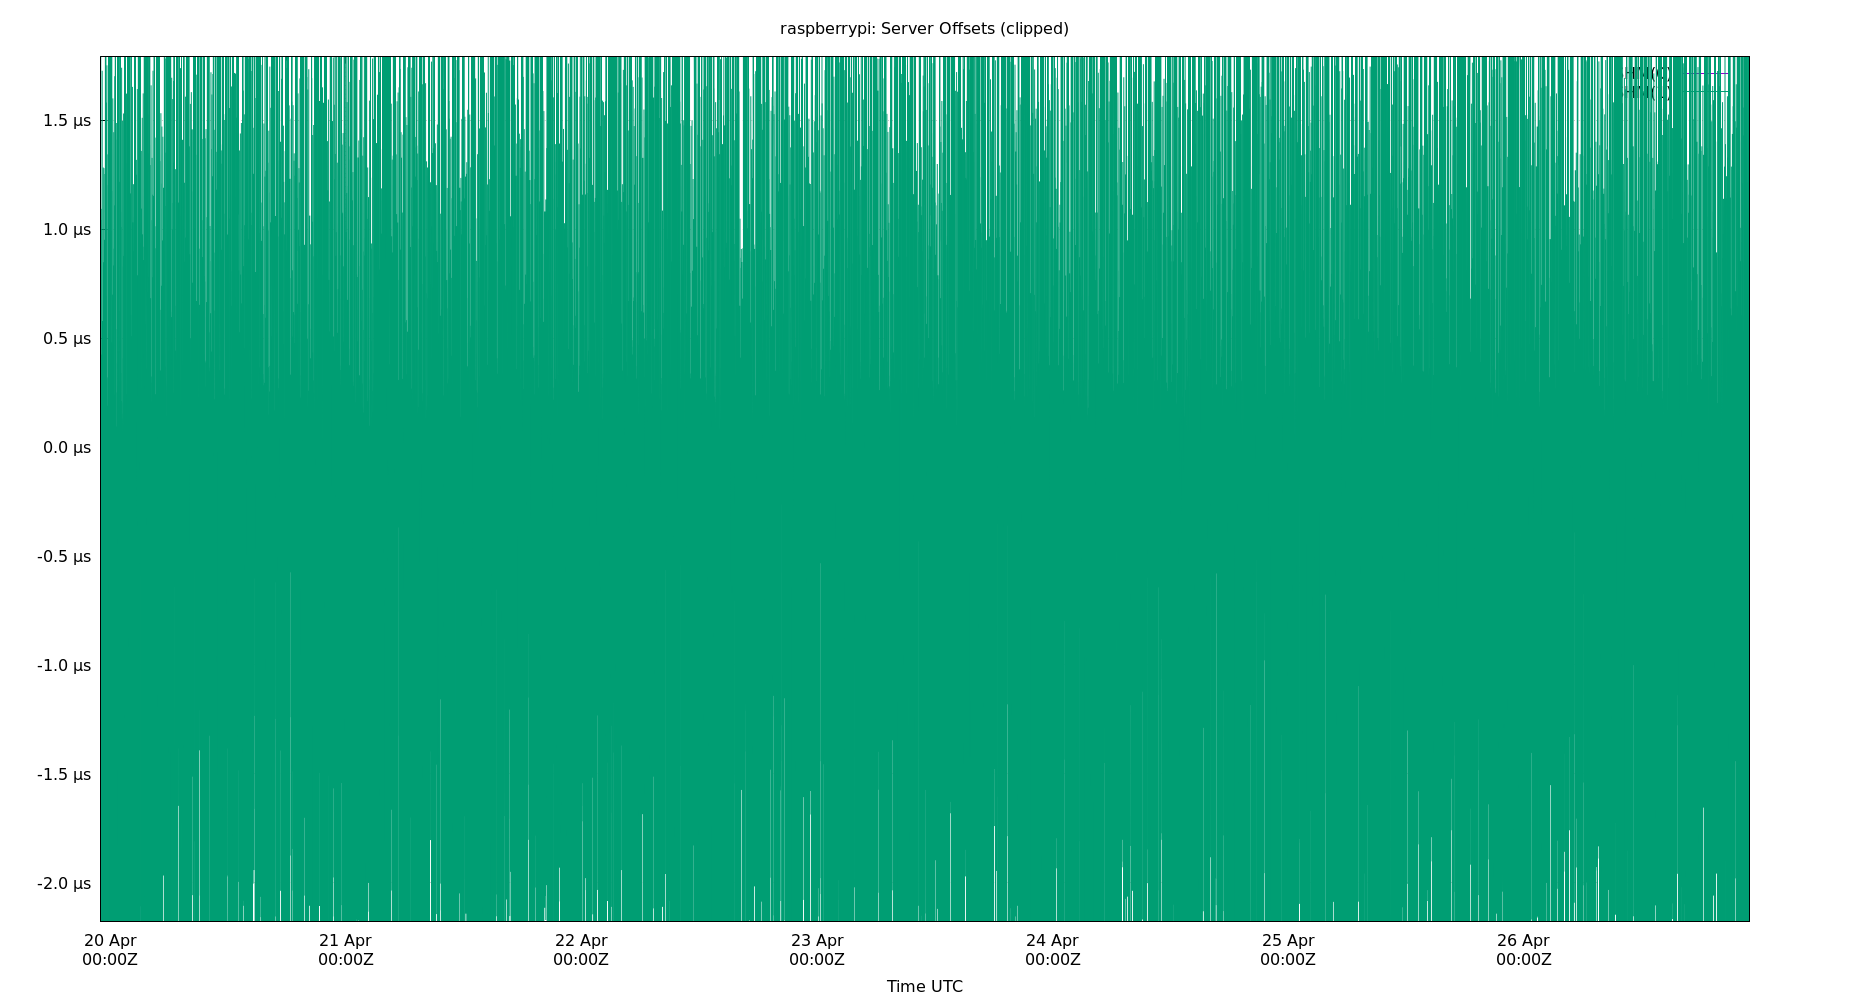 raspberrypi: Server Offsets (clipped)
1.5 µs
1.0 µs
0.5 µs
0.0 µs
-0.5 µs
-1.0 µs
-1.5 µs
-2.0 µs
20 Apr 21 Apr 22 Apr 23 Apr 24 Apr 25 Apr 26 Apr
00:00Z 00:00Z 00:00Z 00:00Z 00:00Z 00:00Z 00:00Z
Time UTC